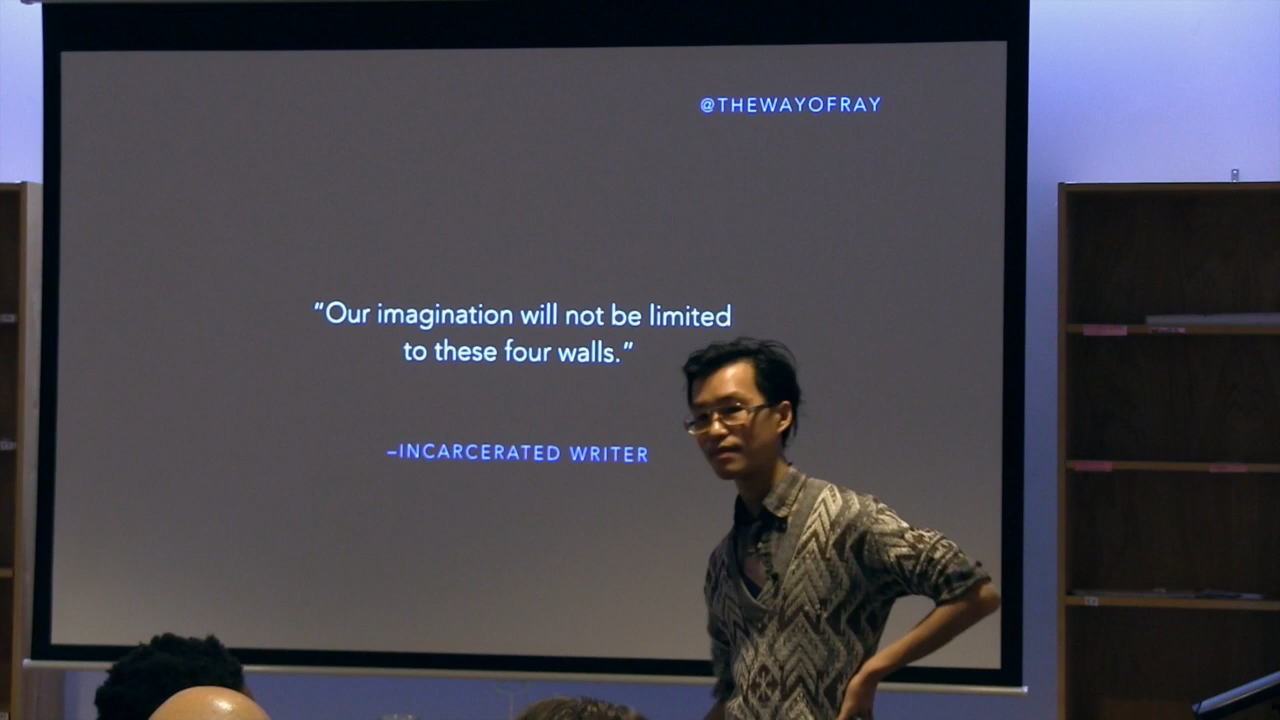 @THEWAYOFRAY
“Our imagination will not be limited
to these four walls.”
–INCARCERATED WRITER